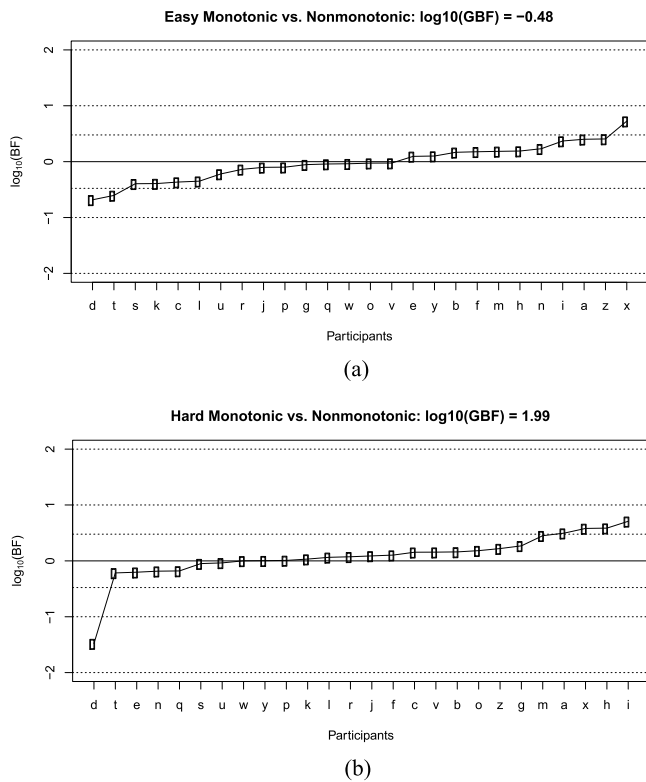 Easy Monotonic vs. Nonmonotonic: log10(GBF) = −0.48
2
1
0
−1
−2
log10(BF)
d t s k c l u r j p g q w o v e y b f m h n i a z x
Participants
(a)
Hard Monotonic vs. Nonmonotonic: log10(GBF) = 1.99
2
1
0
−1
−2
log10(BF)
d t e n q s u w y p k l r j f c v b o z g m a x h i
Participants
(b)